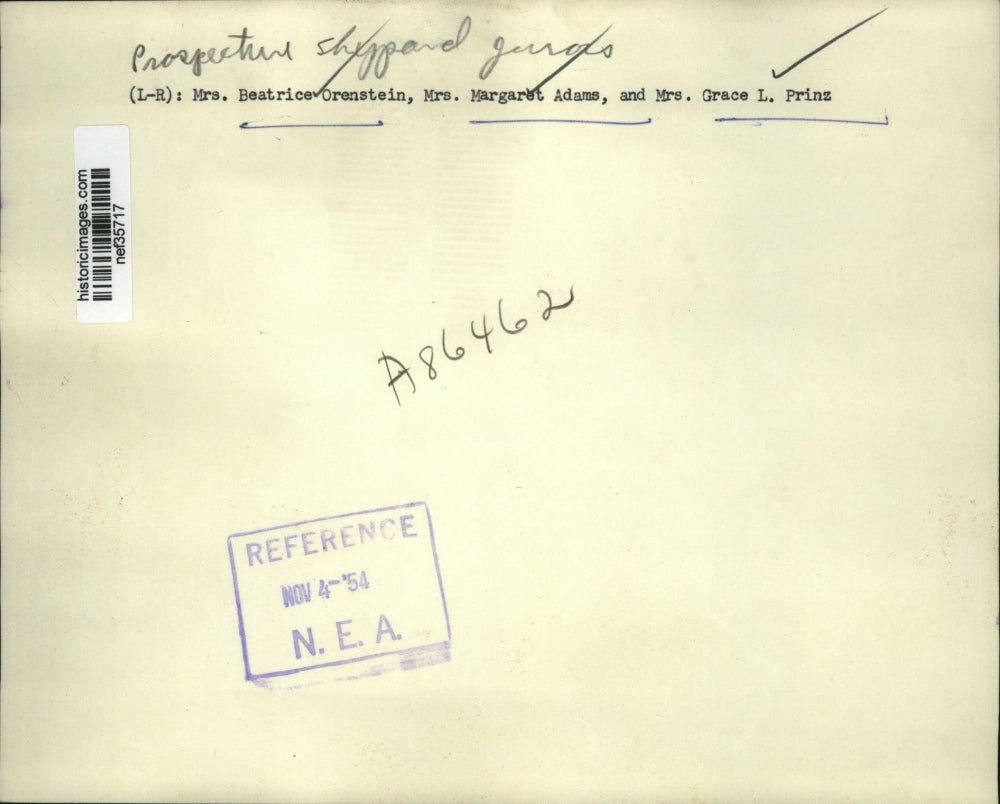 Prospective sheppard jurors
(L-R): Mrs. Beatrice Orenstein, Mrs. Margaret Adams, and Mrs. Grace L. Prinz
historicimages.com
nef35717
A86462
REFERENCE
NOV 4-'54
N. E. A.